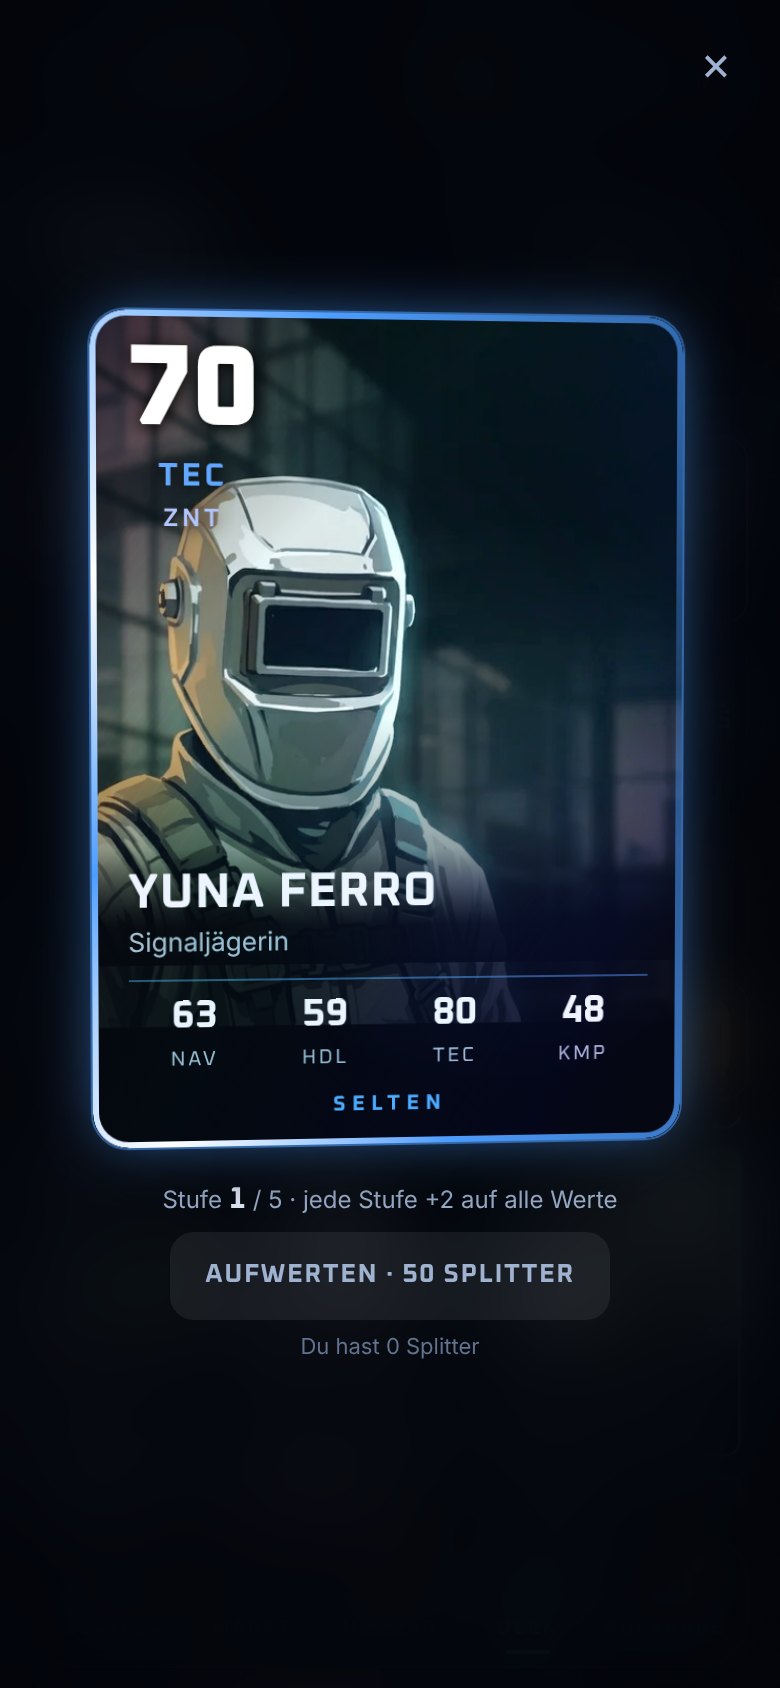 70
TEC
ZNT
YUNA FERRO
Signaljägerin
63 59 80 48
NAV HDL TEC KMP
SELTEN
Stufe 1 / 5 · jede Stufe +2 auf alle Werte
AUFWERTEN · 50 SPLITTER
Du hast 0 Splitter